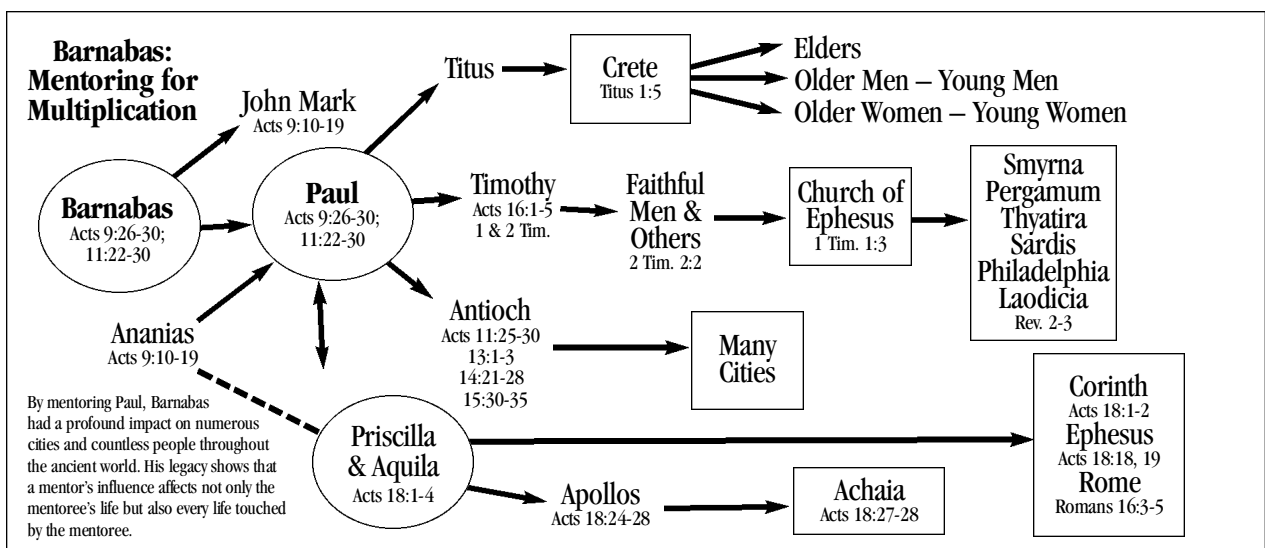 Barnabas:
Mentoring for
Multiplication
John Mark
Acts 9:10-19
Barnabas
Acts 9:26-30;
11:22-30
Paul
Acts 9:26-30;
11:22-30
Ananias
Acts 9:10-19
Titus
Crete
Titus 1:5
Elders
Older Men – Young Men
Older Women – Young Women
Timothy
Acts 16:1-5
1 & 2 Tim.
Faithful
Men &
Others
2 Tim. 2:2
Church of
Ephesus
1 Tim. 1:3
Smyrna
Pergamum
Thyatira
Sardis
Philadelphia
Laodicia
Rev. 2-3
Antioch
Acts 11:25-30
13:1-3
14:21-28
15:30-35
Many
Cities
Priscilla
& Aquila
Acts 18:1-4
Corinth
Acts 18:1-2
Ephesus
Acts 18:18, 19
Rome
Romans 16:3-5
Apollos
Acts 18:24-28
Achaia
Acts 18:27-28
By mentoring Paul, Barnabas
had a profound impact on numerous
cities and countless people throughout
the ancient world. His legacy shows that
a mentor's influence affects not only the
mentoree's life but also every life touched
by the mentoree.